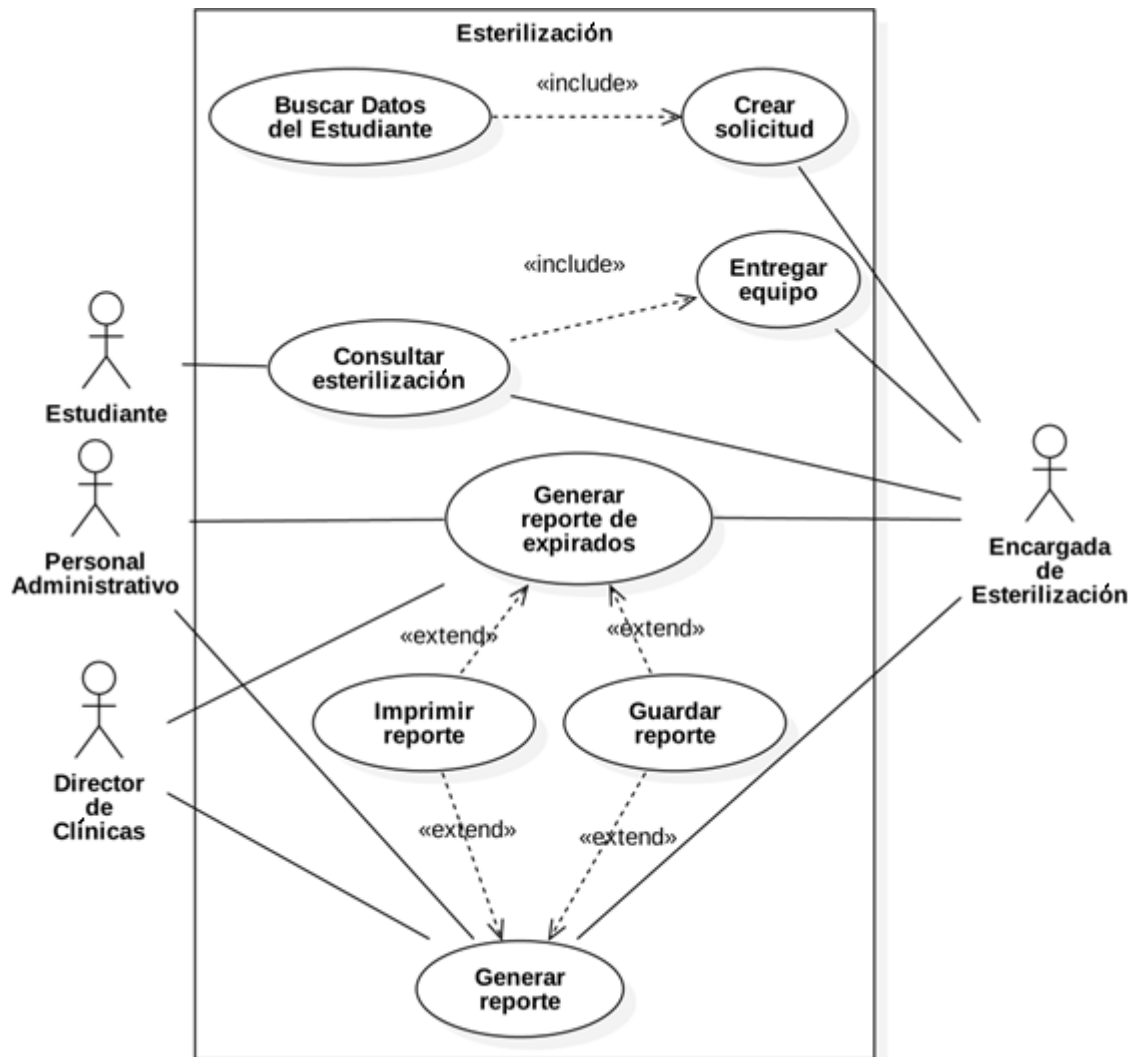 Esterilización
«include»
Buscar Datos
del Estudiante
Crear
solicitud
«include»
Entregar
equipo
Consultar
esterilización
Estudiante
Generar
reporte de
expirados
Personal
Administrativo
Encargada
de
Esterilización
«extend»
«extend»
Imprimir
reporte
Guardar
reporte
Director
de
Clínicas
«extend»
«extend»
Generar
reporte